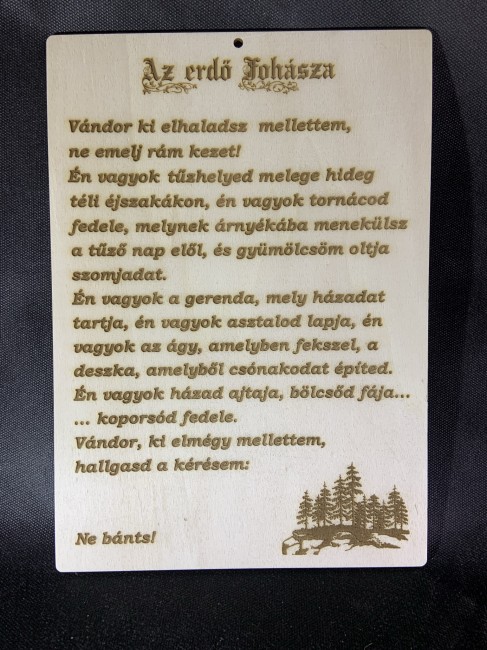 Az erdő Fohásza
Vándor ki elhaladsz mellettem,
ne emelj rám kezet!
Én vagyok tűzhelyed melege hideg
téli éjszakákon, én vagyok tornácod
fedele, melynek árnyékába menekülsz
a tűző nap elől, és gyümölcsöm oltja
szomjadat.
Én vagyok a gerenda, mely házadat
tartja, én vagyok asztalod lapja, én
vagyok az ágy, amelyben fekszel, a
deszka, amelyből csónakodat építed.
Én vagyok házad ajtaja, bölcsőd fája...
... koporsód fedele.
Vándor, ki elmégy mellettem,
hallgasd a kérésem:
Ne bánts!